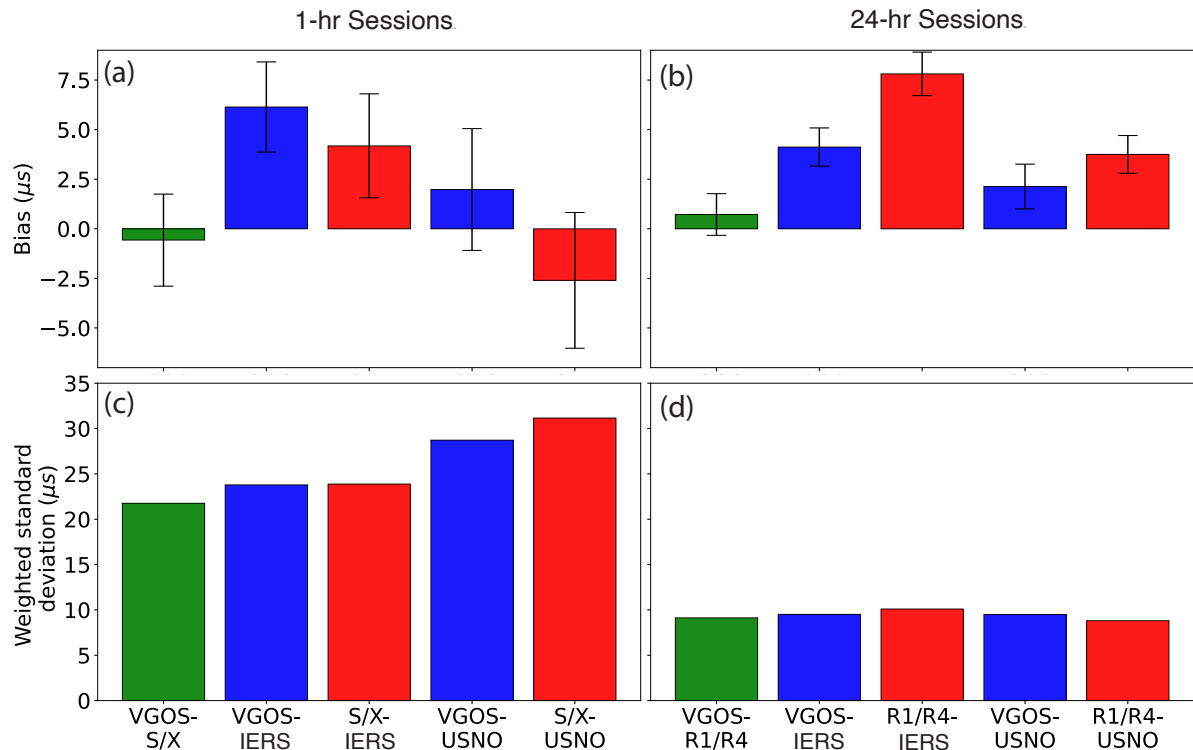 1-hr Sessions
24-hr Sessions
(a)
(b)
Bias (μs)
7.5
5.0
2.5
0.0
−2.5
−5.0
(c)
(d)
Weighted standard
deviation (μs)
35
30
25
20
15
10
5
0
VGOS-
S/X
VGOS-
IERS
S/X-
IERS
VGOS-
USNO
S/X-
USNO
VGOS-
R1/R4
VGOS-
IERS
R1/R4-
IERS
VGOS-
USNO
R1/R4-
USNO